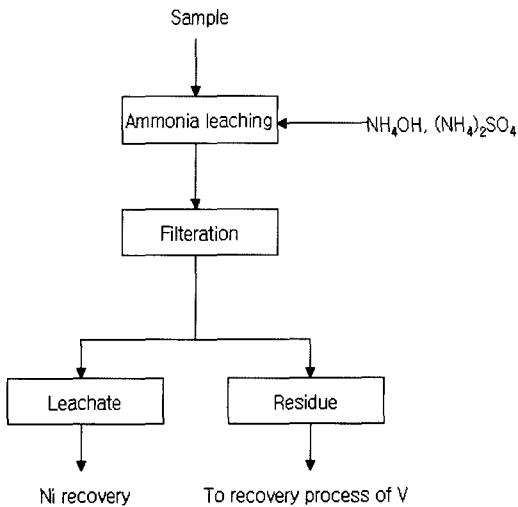 Sample
Ammonia leaching
NH₄OH, (NH₄)₂SO₄
Filteration
Leachate
Residue
Ni recovery
To recovery process of V